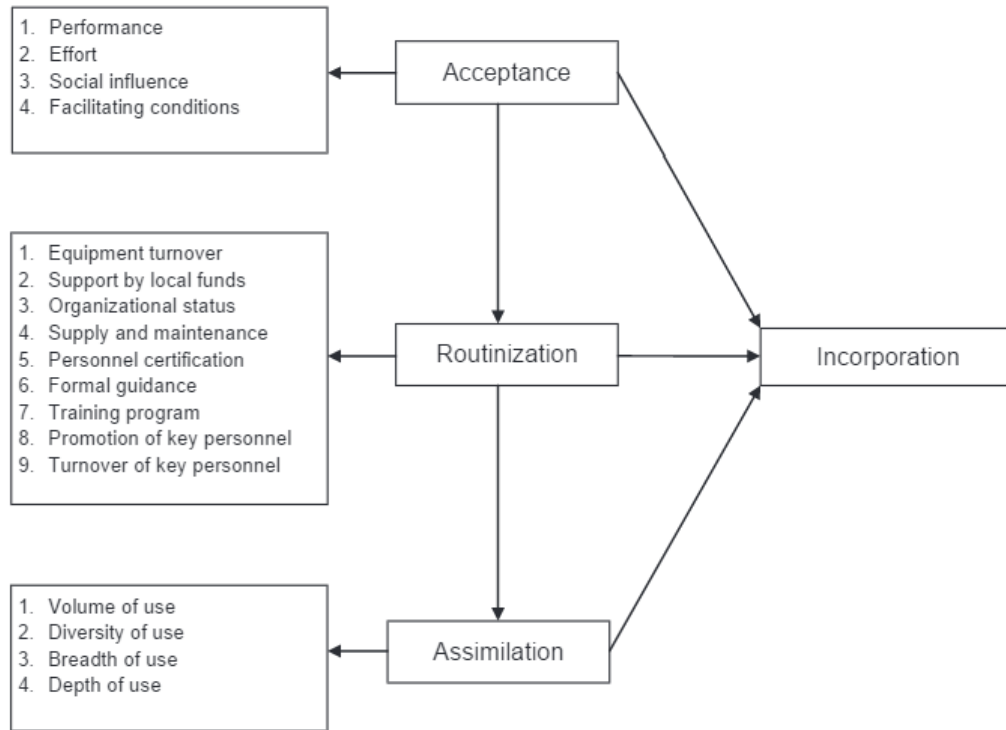 1. Performance
2. Effort
3. Social influence
4. Facilitating conditions
Acceptance
1. Equipment turnover
2. Support by local funds
3. Organizational status
4. Supply and maintenance
5. Personnel certification
6. Formal guidance
7. Training program
8. Promotion of key personnel
9. Turnover of key personnel
Routinization
Incorporation
1. Volume of use
2. Diversity of use
3. Breadth of use
4. Depth of use
Assimilation